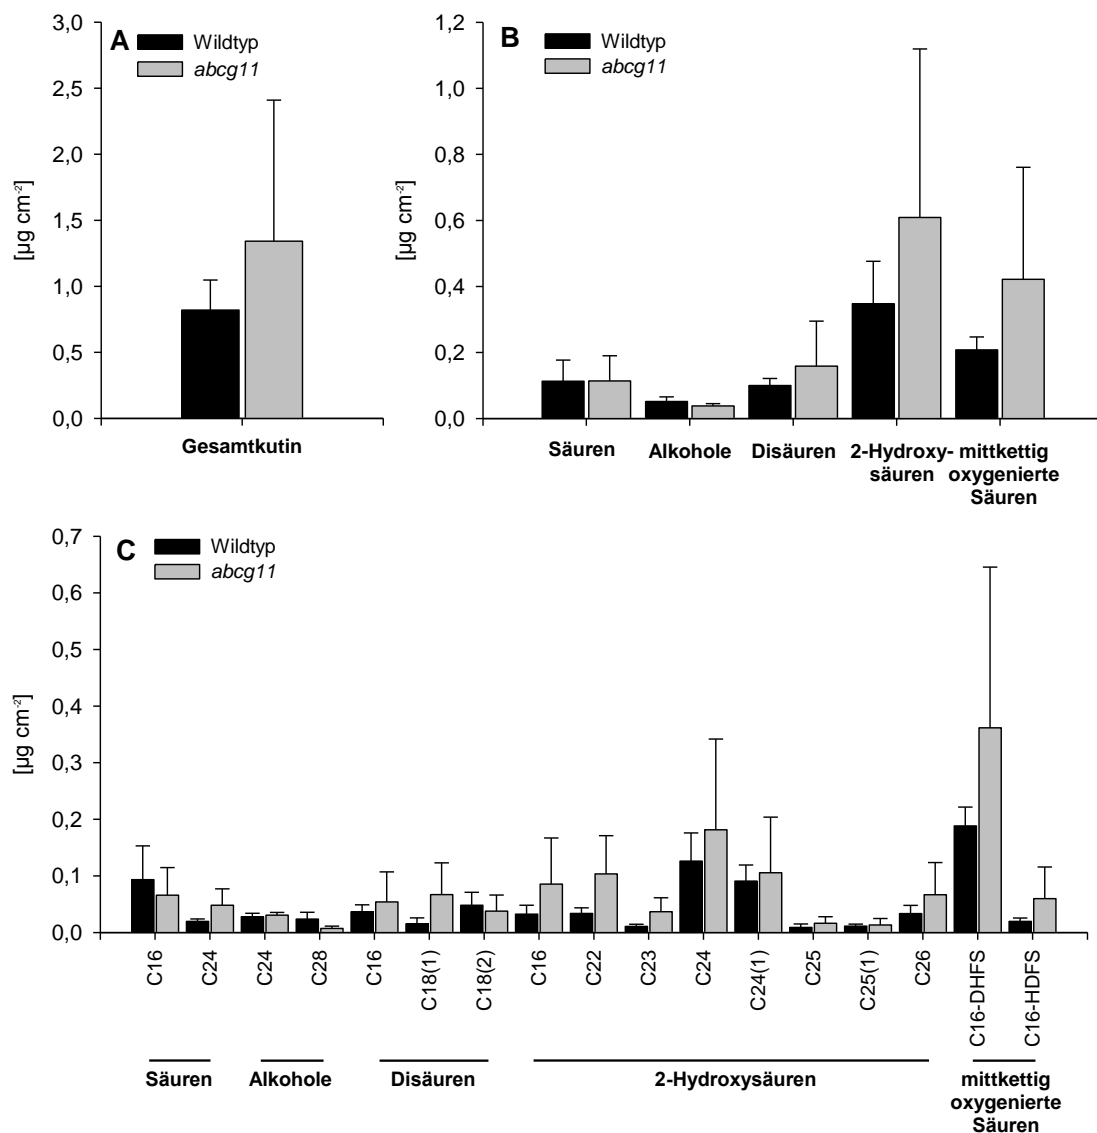 A
Wildtyp
abcg11
3,0
2,5
2,0
1,5
1,0
0,5
0,0
[µg cm-2]
Gesamtkutin
B
Wildtyp
abcg11
1,2
1,0
0,8
0,6
0,4
0,2
0,0
[µg cm-2]
Säuren
Alkohole
Disäuren
2-Hydroxy-
säuren
mittkettig
oxygenierte
Säuren
C
Wildtyp
abcg11
0,7
0,6
0,5
0,4
0,3
0,2
0,1
0,0
[µg cm-2]
C16
C24
C24
C28
C16
C18(1)
C18(2)
C16
C22
C23
C24
C24(1)
C25
C25(1)
C26
C16-DHFS
C16-HDFS
Säuren
Alkohole
Disäuren
2-Hydroxysäuren
mittkettig
oxygenierte
Säuren